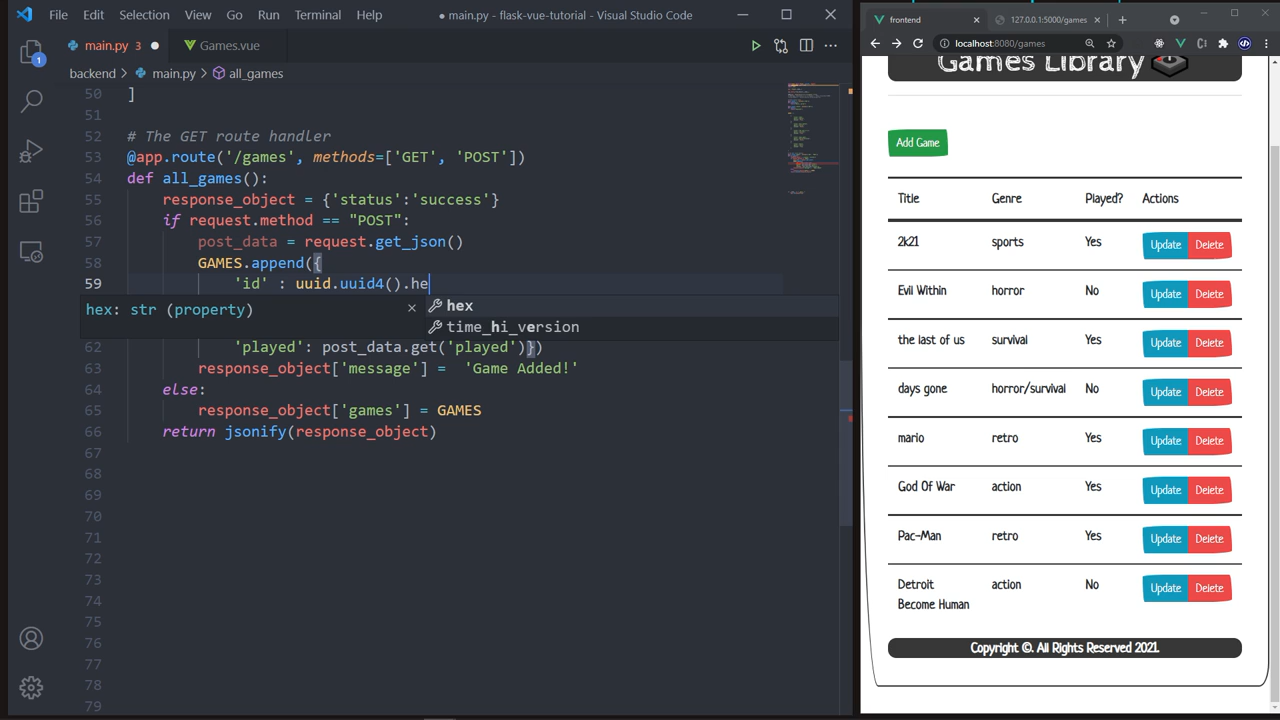 File Edit Selection View Go Run Terminal Help
● main.py - flask-vue-tutorial - Visual Studio Code
main.py 3
Games.vue
backend > main.py > all_games
50 ]
51
52 # The GET route handler
53 @app.route('/games', methods=['GET', 'POST'])
54 def all_games():
55 response_object = {'status':'success'}
56 if request.method == "POST":
57 post_data = request.get_json()
58 GAMES.append({
59 'id' : uuid.uuid4().he
hex: str (property)
hex
time_hi_version
62 'played': post_data.get('played')})
63 response_object['message'] = 'Game Added!'
64 else:
65 response_object['games'] = GAMES
66 return jsonify(response_object)
67
68
69
70
71
72
73
74
75
76
77
78
79
1
frontend
127.0.0.1:5000/games
localhost:8080/games
Games Library
Add Game
Title Genre Played? Actions
2k21 sports Yes Update Delete
Evil Within horror No Update Delete
the last of us survival Yes Update Delete
days gone horror/survival No Update Delete
mario retro Yes Update Delete
God Of War action Yes Update Delete
Pac-Man retro Yes Update Delete
Detroit action No Update Delete
Become Human
Copyright ©. All Rights Reserved 2021.